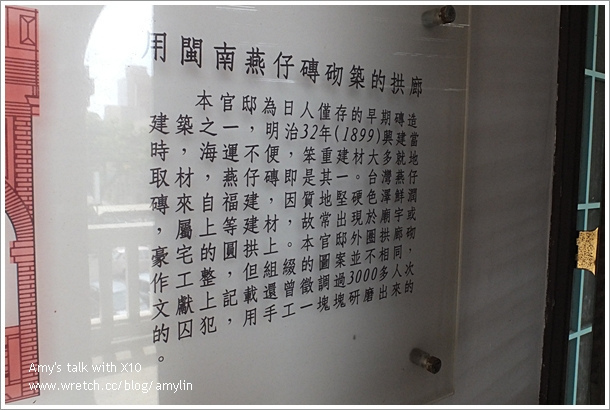 用閩南燕仔磚砌築的拱廊
本官邸為日人僅存的早期磚造
建築之一,明治32年(1899)興建當
時,海運不便,笨重建材大多就地
取材,燕仔磚即是其一。台灣燕仔
磚,來自福建,因質地堅硬色澤鮮潤
,屬上等建材,故常出現於廟宇或
豪宅的圓拱上。本官邸外圈拱廊砌
作工整,但組綴的圖案並不相同,
文獻上記載還曾徵調過3000多人次
的囚犯,用手工一塊塊研磨出來的
。
Amy's talk with X10
www.wretch.cc/blog/amylin